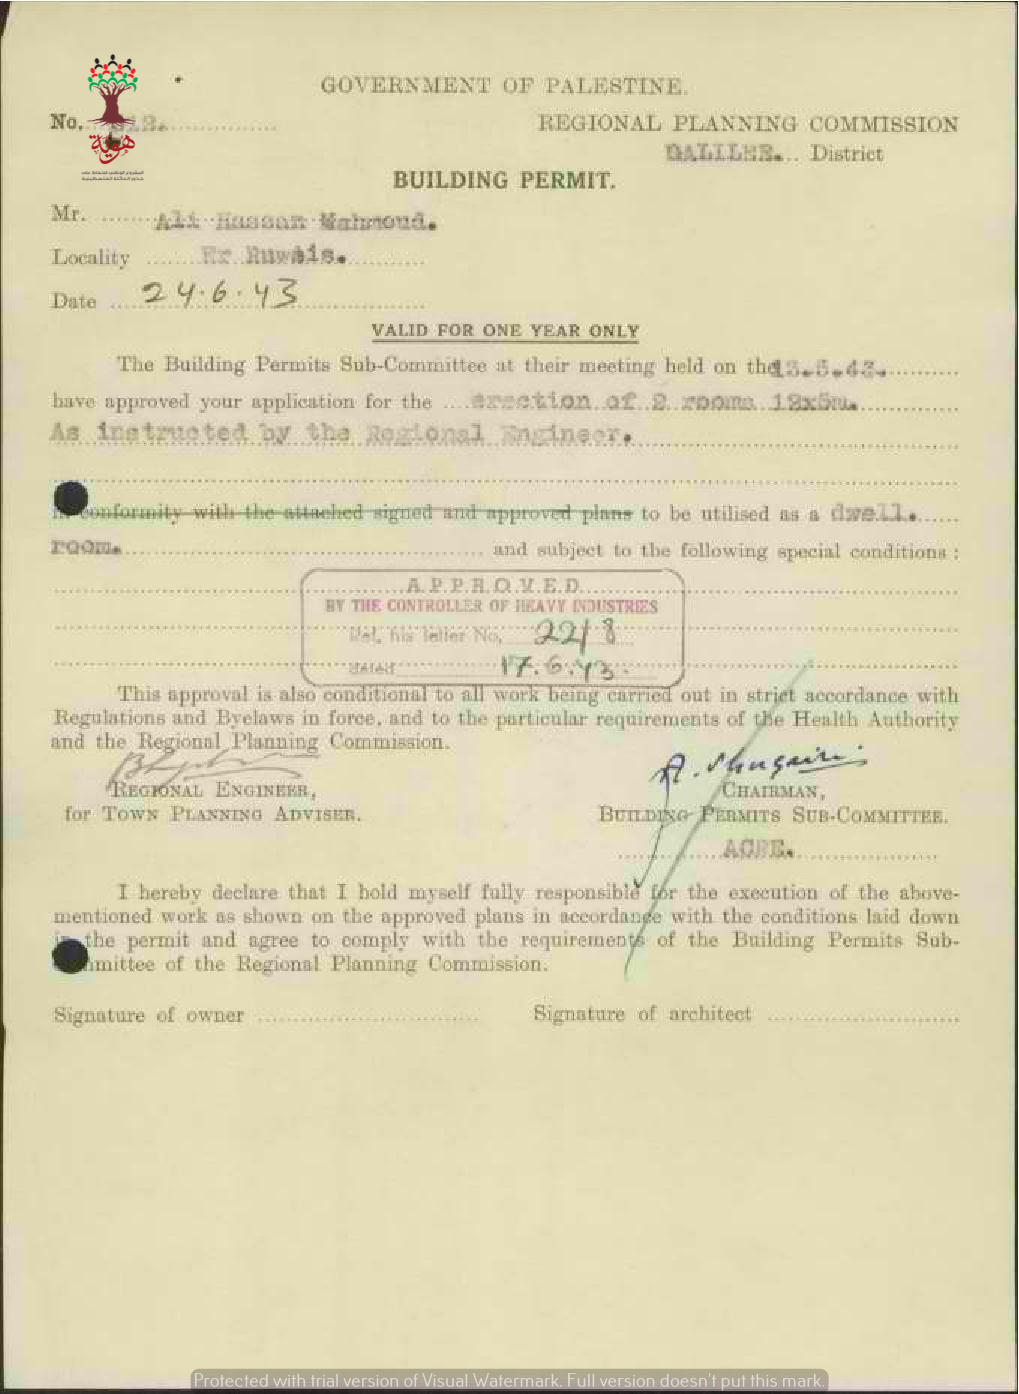 GOVERNMENT OF PALESTINE.
No. 312.
REGIONAL PLANNING COMMISSION
GALILEE. District
هوية
BUILDING PERMIT.
Mr. Ali Hassan Mahmoud.
Locality Er Ruweis.
Date 24.6.43
VALID FOR ONE YEAR ONLY
The Building Permits Sub-Committee at their meeting held on the 13.5.43.
have approved your application for the erection of 2 rooms 12x5m.
As instructed by the Regional Engineer.
conformity with the attached signed and approved plans to be utilised as a dwell.
room. and subject to the following special conditions :
APPROVED
BY THE CONTROLLER OF HEAVY INDUSTRIES
Ref. his letter No. 22/8
dated 17.6.43.
This approval is also conditional to all work being carried out in strict accordance with
Regulations and Byelaws in force, and to the particular requirements of the Health Authority
and the Regional Planning Commission.
REGIONAL ENGINEER,
for TOWN PLANNING ADVISER.
CHAIRMAN,
BUILDING PERMITS SUB-COMMITTEE.
ACRE.
I hereby declare that I hold myself fully responsible for the execution of the above-
mentioned work as shown on the approved plans in accordance with the conditions laid down
in the permit and agree to comply with the requirements of the Building Permits Sub-
mmittee of the Regional Planning Commission.
Signature of owner
Signature of architect
Protected with trial version of Visual Watermark. Full version doesn't put this mark.